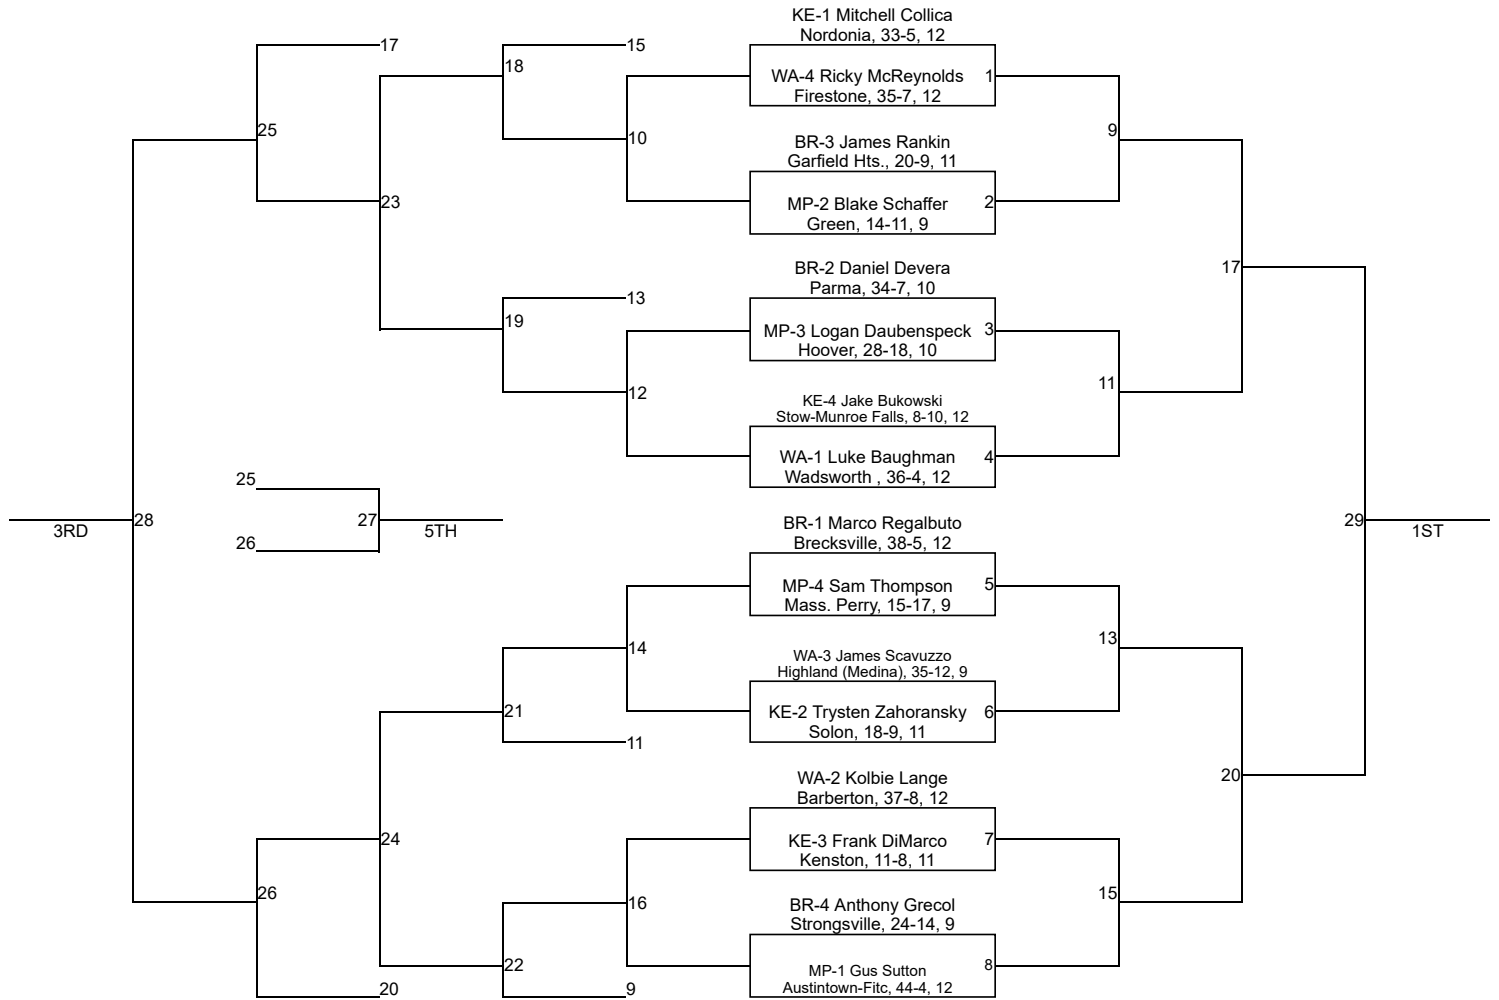 KE-1 Mitchell Collica
Nordonia, 33-5, 12
17
15
18
WA-4 Ricky McReynolds
1
Firestone, 35-7, 12
25
10
9
BR-3 James Rankin
Garfield Hts., 20-9, 11
23
MP-2 Blake Schaffer
2
Green, 14-11, 9
BR-2 Daniel Devera
17
Parma, 34-7, 10
13
19
MP-3 Logan Daubenspeck
3
Hoover, 28-18, 10
12
11
KE-4 Jake Bukowski
Stow-Munroe Falls, 8-10, 12
WA-1 Luke Baughman
4
Wadsworth , 36-4, 12
25
28
3RD
27
5TH
26
BR-1 Marco Regalbuto
Brecksville, 38-5, 12
29
1ST
MP-4 Sam Thompson
5
Mass. Perry, 15-17, 9
14
13
WA-3 James Scavuzzo
Highland (Medina), 35-12, 9
21
KE-2 Trysten Zahoransky
6
Solon, 18-9, 11
11
WA-2 Kolbie Lange
20
Barberton, 37-8, 12
24
KE-3 Frank DiMarco
7
Kenston, 11-8, 11
26
16
15
BR-4 Anthony Grecol
Strongsville, 24-14, 9
22
MP-1 Gus Sutton
8
Austintown-Fitc, 44-4, 12
20
9